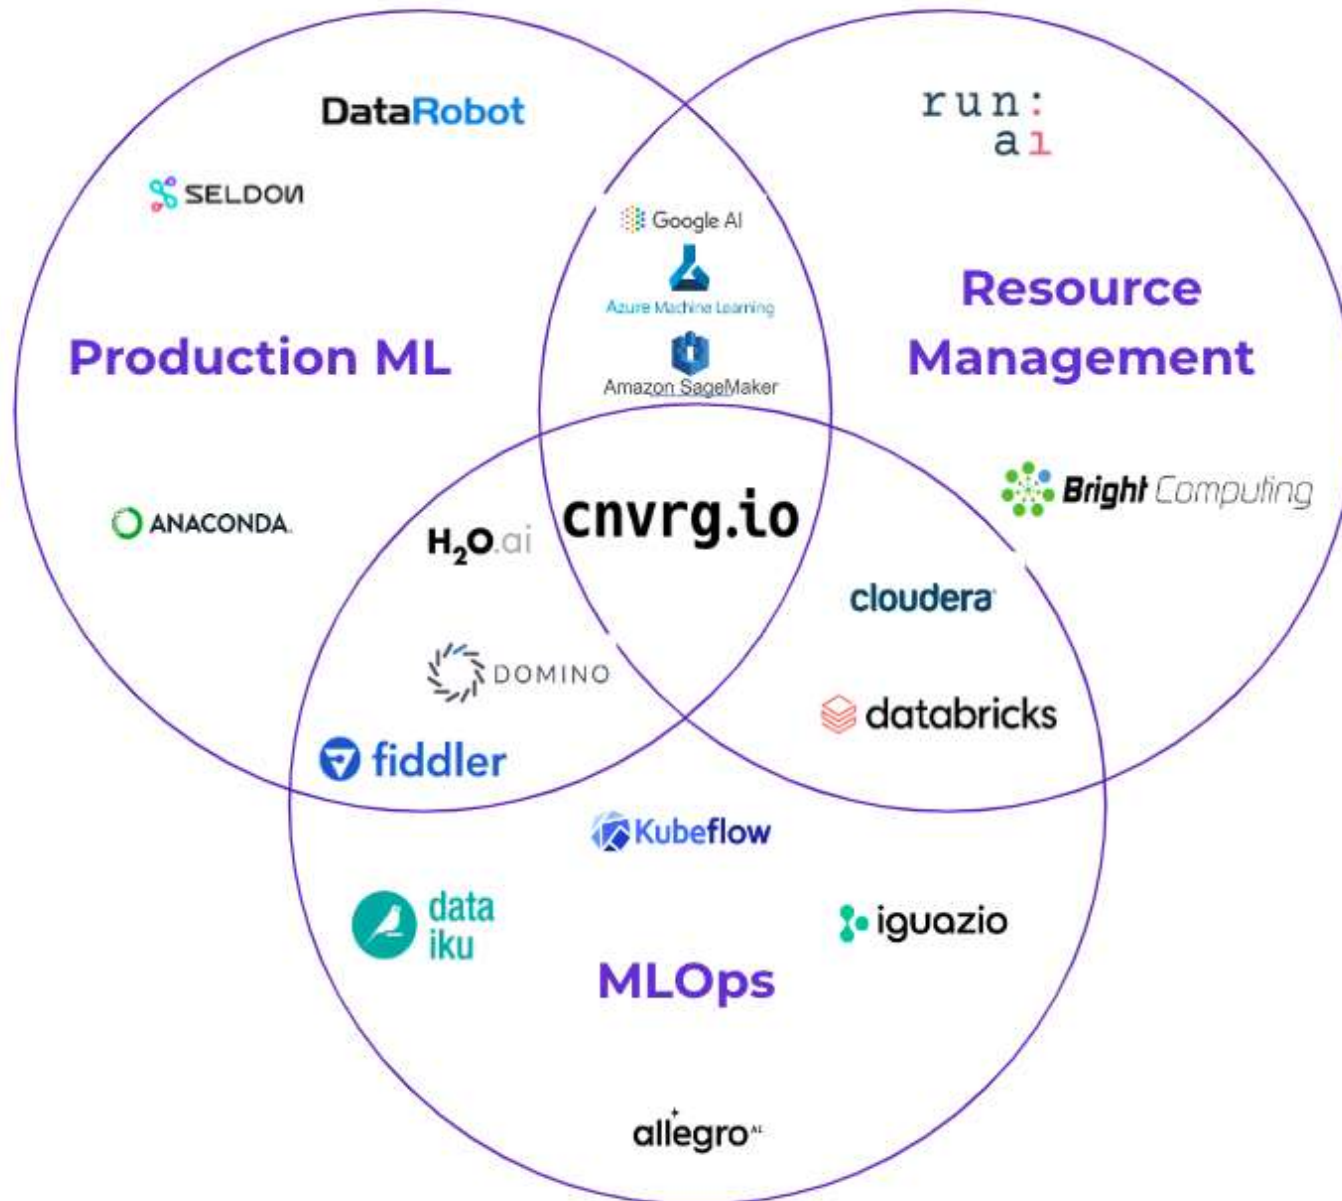 DataRobot
run:
ai
SELDON
Google AI
Azure Machine Learning
Resource
Management
Production ML
Amazon SageMaker
Bright Computing
cnvrg.io
ANACONDA
H2O.ai
cloudera
DOMINO
databricks
fiddler
Kubeflow
data
iku
iguazio
MLOps
allegro AI